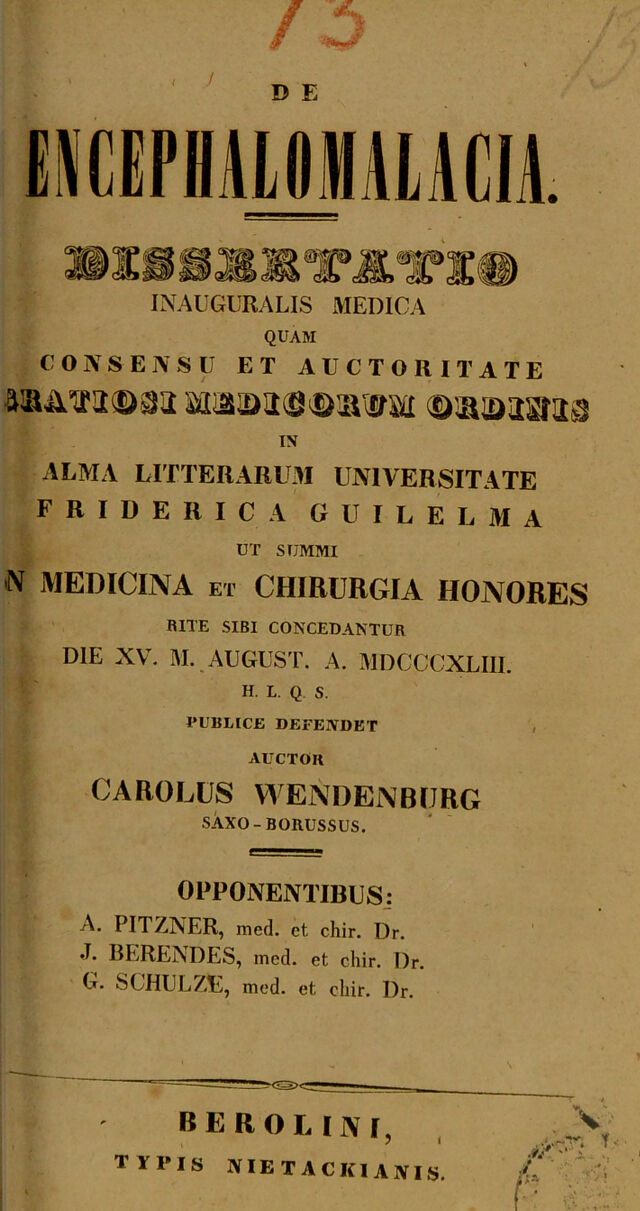 13
13
DE
ENCEPHALOMALACIA.
DISSERTATIO
INAUGURALIS MEDICA
QUAM
CONSENSU ET AUCTORITATE
GRATIOSI MEDICORUM ORDINIS
IN
ALMA LITTERARUM UNIVERSITATE
FRIDERICA GUILELMA
UT SUMMI
IN MEDICINA ET CHIRURGIA HONORES
RITE SIBI CONCEDANTUR
DIE XV. M. AUGUST. A. MDCCCXLIII.
H. L. Q. S.
PUBLICE DEFENDET
AUCTOR
CAROLUS WENDENBURG
SAXO-BORUSSUS.
OPPONENTIBUS:
A. PITZNER, med. et chir. Dr.
J. BERENDES, med. et chir. Dr.
G. SCHULZE, med. et chir. Dr.
BEROLINI,
TYPIS NIETACKIANIS.